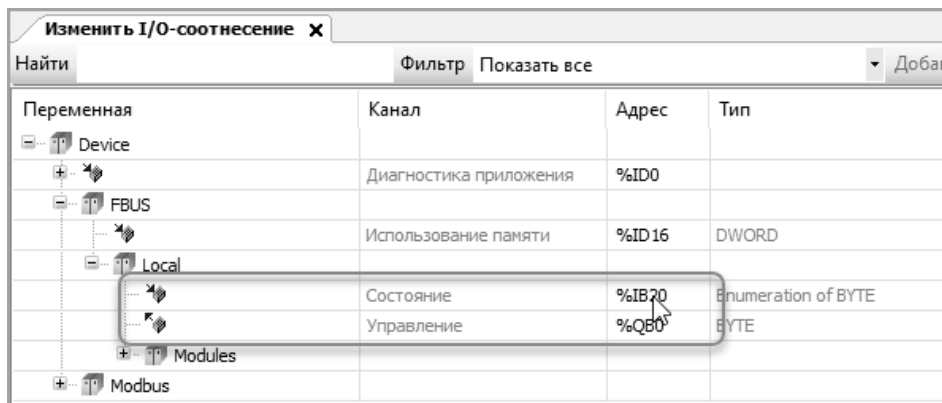 Изменить I/O-соотнесение X
Найти Фильтр Показать все
Переменная Канал Адрес Тип
Device
Диагностика приложения %ID0
FBUS
Использование памяти %ID16 DWORD
Local
Состояние %IB20 Enumeration of BYTE
Управление %QB0 BYTE
Modules
Modbus